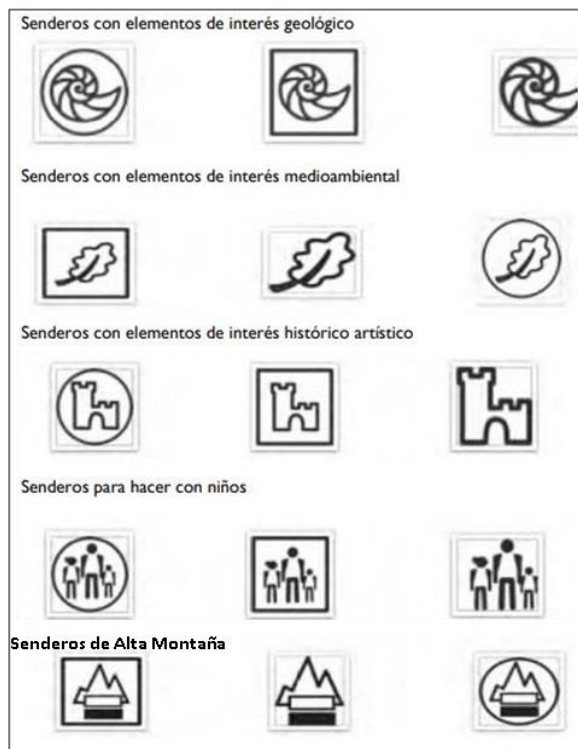 Senderos con elementos de interés geológico
Senderos con elementos de interés medioambiental
Senderos con elementos de interés histórico artístico
Senderos para hacer con niños
Senderos de Alta Montaña